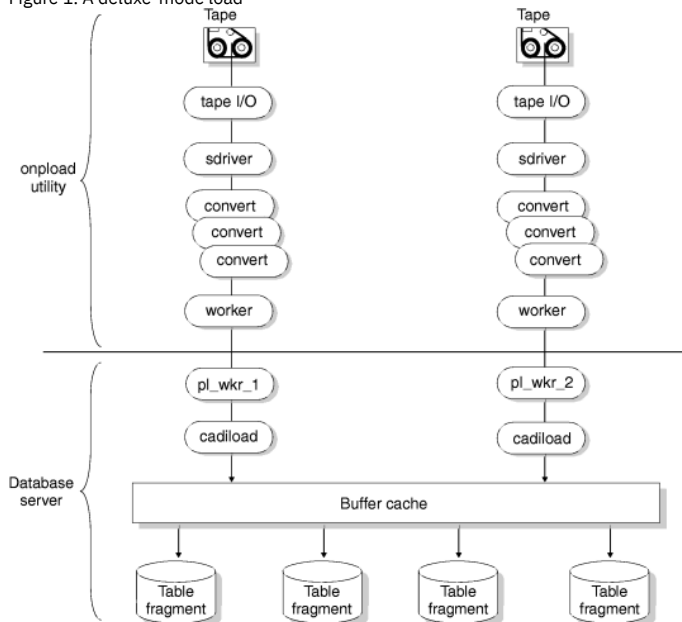 Figure 1. A deluxe-mode load
Tape
Tape
tape I/O
tape I/O
sdriver
sdriver
onpload
utility
convert
convert
convert
convert
convert
convert
worker
worker
pl_wkr_1
pl_wkr_2
cadiload
cadiload
Database
server
Buffer cache
Table
fragment
Table
fragment
Table
fragment
Table
fragment